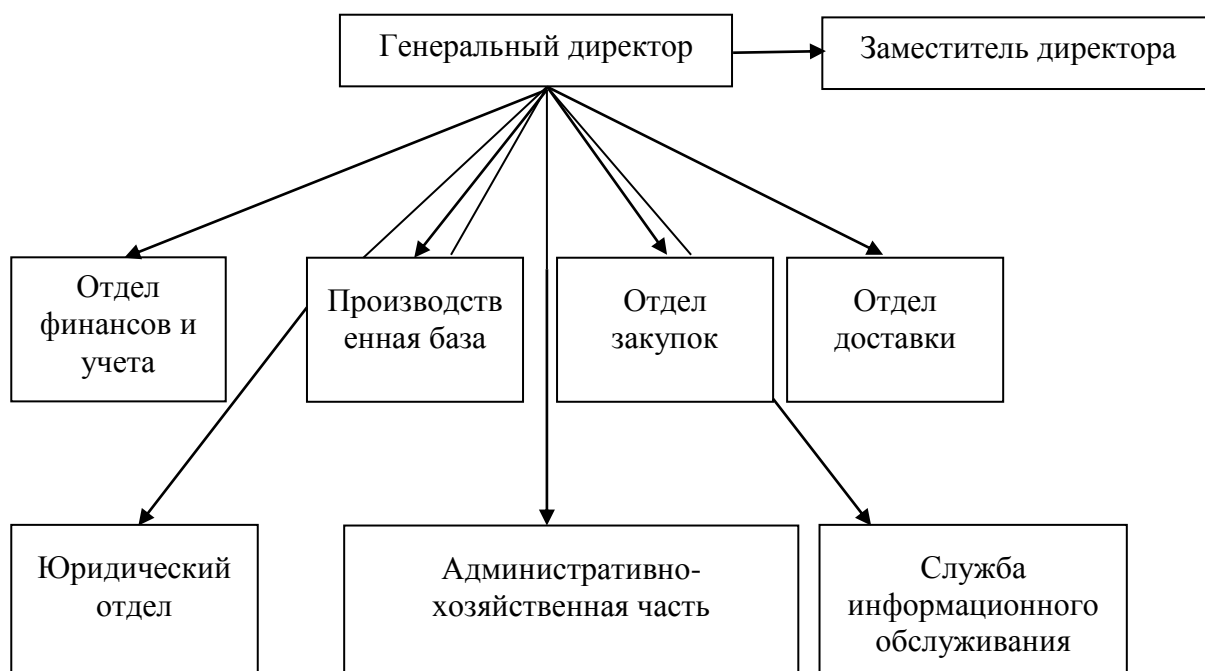 Генеральный директор
Заместитель директора
Отдел
финансов и
учета
Производств
енная база
Отдел
закупок
Отдел
доставки
Юридический
отдел
Административно-
хозяйственная часть
Служба
информационного
обслуживания